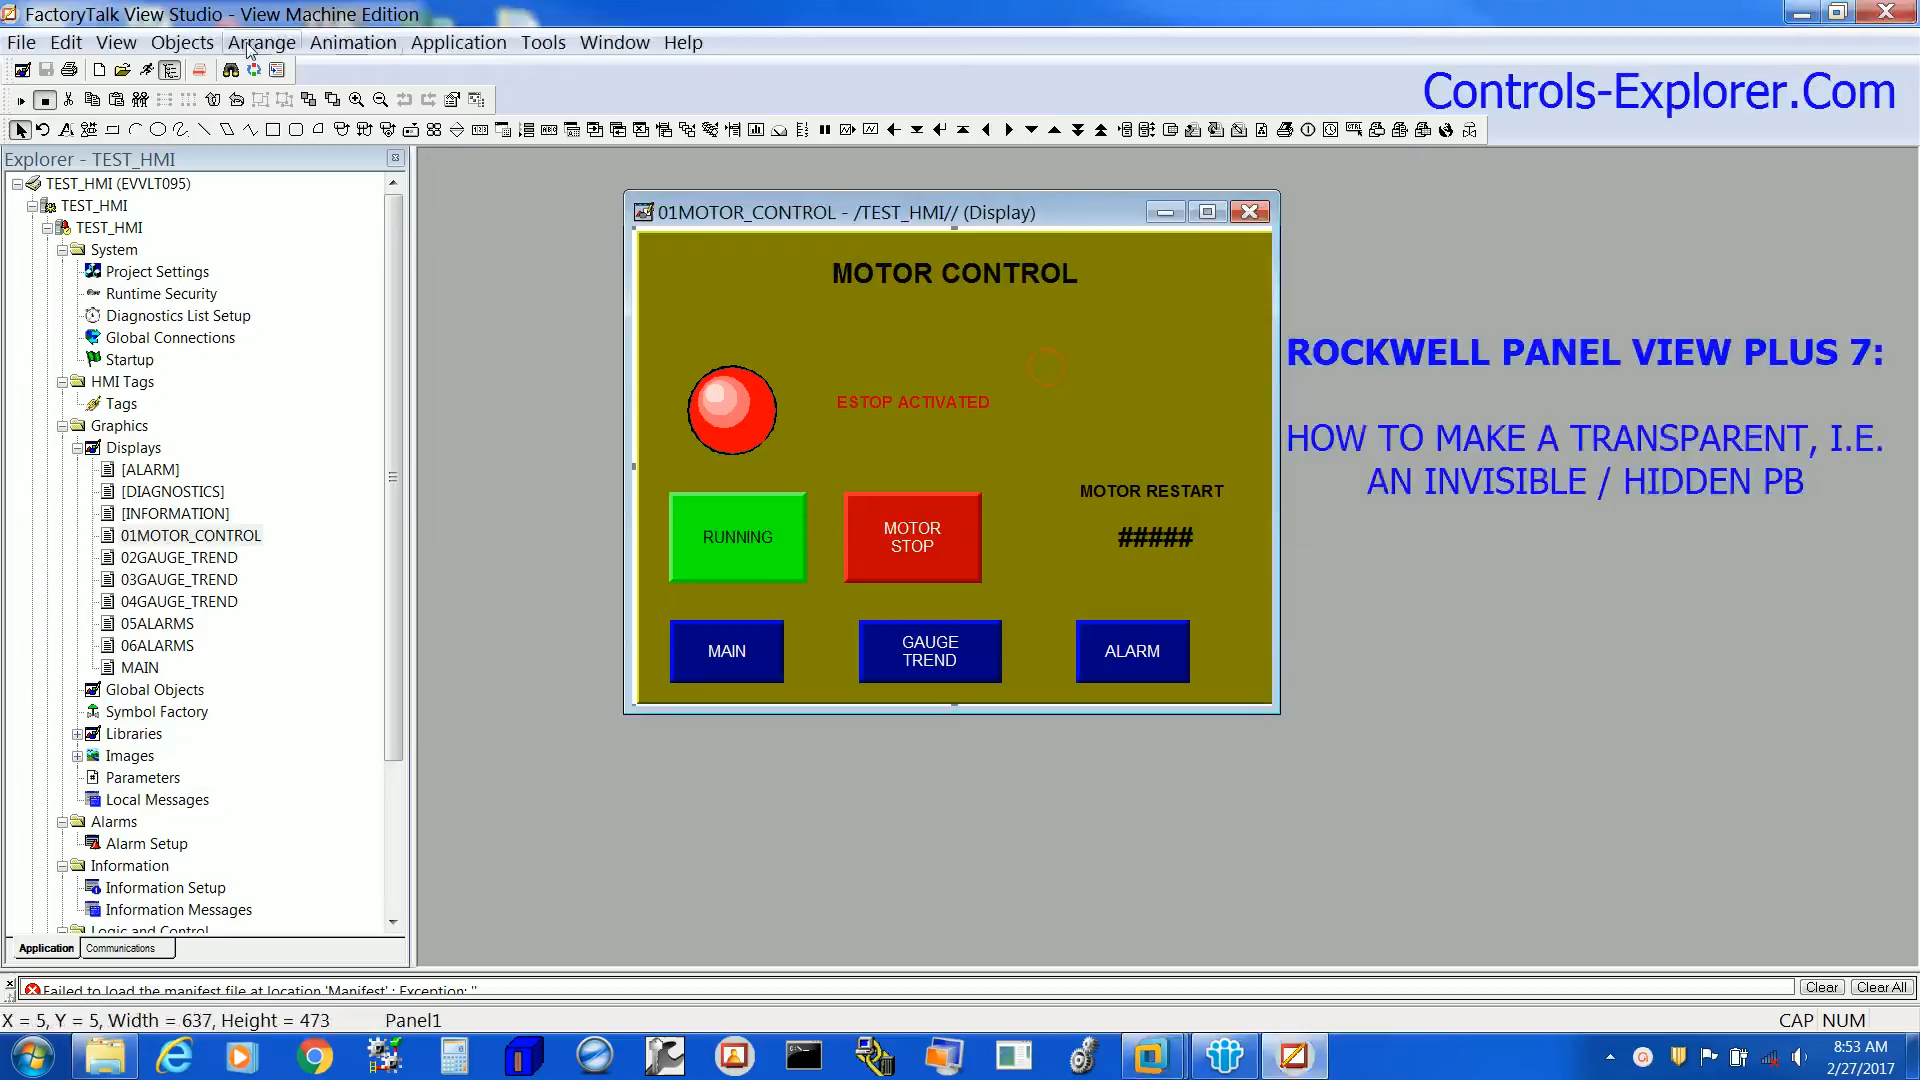 FactoryTalk View Studio - View Machine Edition
File Edit View Objects Arrange Animation Application Tools Window Help
Controls-Explorer.Com
Explorer - TEST_HMI
TEST_HMI (EVVLT095)
TEST_HMI
TEST_HMI
System
Project Settings
Runtime Security
Diagnostics List Setup
Global Connections
Startup
HMI Tags
Tags
Graphics
Displays
[ALARM]
[DIAGNOSTICS]
[INFORMATION]
01MOTOR_CONTROL
02GAUGE_TREND
03GAUGE_TREND
04GAUGE_TREND
05ALARMS
06ALARMS
MAIN
Global Objects
Symbol Factory
Libraries
Images
Parameters
Local Messages
Alarms
Alarm Setup
Information
Information Setup
Information Messages
Logic and Control
Application Communications
01MOTOR_CONTROL - /TEST_HMI// (Display)
MOTOR CONTROL
ESTOP ACTIVATED
MOTOR RESTART
#####
RUNNING
MOTOR
STOP
MAIN
GAUGE
TREND
ALARM
ROCKWELL PANEL VIEW PLUS 7:
HOW TO MAKE A TRANSPARENT, I.E.
AN INVISIBLE / HIDDEN PB
Failed to load the manifest file at location 'Manifest' : Exception: ''
Clear Clear All
X = 5, Y = 5, Width = 637, Height = 473 Panel1
CAP NUM
8:53 AM
2/27/2017